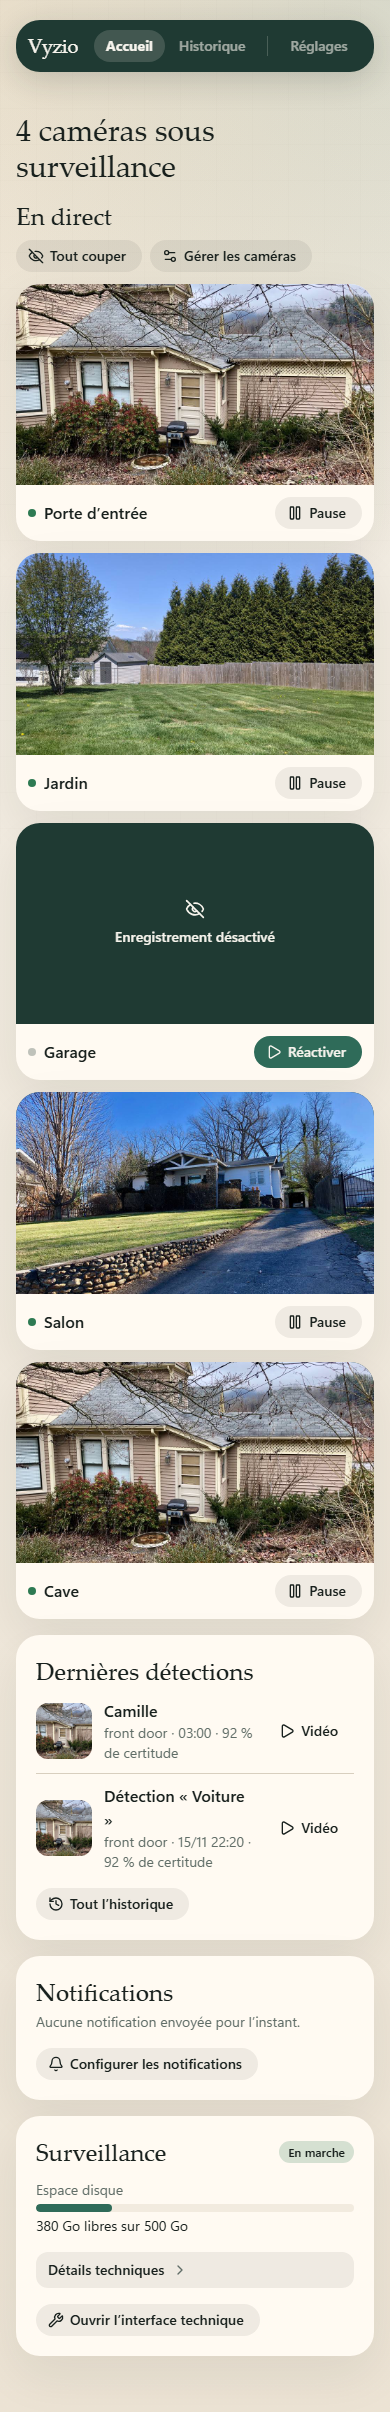 Vyzio
Accueil
Historique
Réglages
4 caméras sous
surveillance
En direct
Tout couper
Gérer les caméras
Porte d’entrée
Pause
Jardin
Pause
Enregistrement désactivé
Garage
Réactiver
Salon
Pause
Cave
Pause
Dernières détections
Camille
front door · 03:00 · 92 %
de certitude
Vidéo
Détection « Voiture
»
front door · 15/11 22:20 ·
92 % de certitude
Vidéo
Tout l’historique
Notifications
Aucune notification envoyée pour l’instant.
Configurer les notifications
Surveillance
En marche
Espace disque
380 Go libres sur 500 Go
Détails techniques
Ouvrir l’interface technique